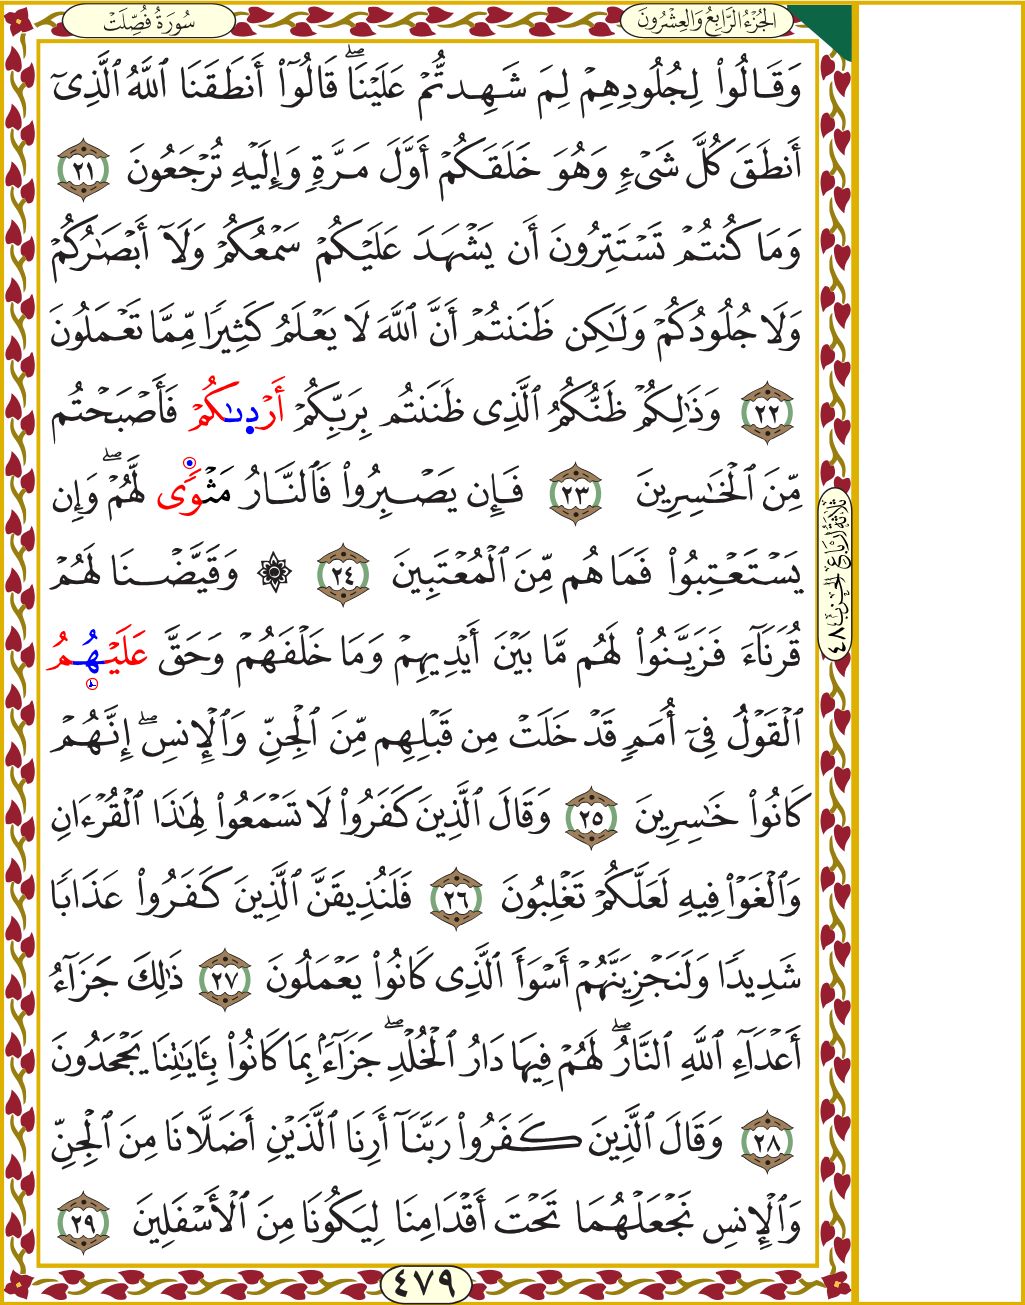 سُورَةُ فُصِّلَتْ
الجُزْءُ الرَّابِعُ وَالعِشْرُونَ
وَقَالُوا۟ لِجُلُودِهِمْ لِمَ شَهِدتُّمْ عَلَيْنَا ۖ قَالُوٓا۟ أَنطَقَنَا ٱللَّهُ ٱلَّذِىٓ
أَنطَقَ كُلَّ شَىْءٍ وَهُوَ خَلَقَكُمْ أَوَّلَ مَرَّةٍ وَإِلَيْهِ تُرْجَعُونَ ٢١
وَمَا كُنتُمْ تَسْتَتِرُونَ أَن يَشْهَدَ عَلَيْكُمْ سَمْعُكُمْ وَلَآ أَبْصَٰرُكُمْ
وَلَا جُلُودُكُمْ وَلَٰكِن ظَنَنتُمْ أَنَّ ٱللَّهَ لَا يَعْلَمُ كَثِيرًا مِّمَّا تَعْمَلُونَ
٢٢ وَذَٰلِكُمْ ظَنُّكُمُ ٱلَّذِى ظَنَنتُم بِرَبِّكُمْ أَرْدِىٰكُمْ فَأَصْبَحْتُم
مِّنَ ٱلْخَٰسِرِينَ ٢٣ فَإِن يَصْبِرُوا۟ فَٱلنَّارُ مَثْوًى لَّهُمْ ۖ وَإِن
يَسْتَعْتِبُوا۟ فَمَا هُم مِّنَ ٱلْمُعْتَبِينَ ٢٤ ۞ وَقَيَّضْنَا لَهُمْ
قُرَنَآءَ فَزَيَّنُوا۟ لَهُم مَّا بَيْنَ أَيْدِيهِمْ وَمَا خَلْفَهُمْ وَحَقَّ عَلَيْهُمُ
ٱلْقَوْلُ فِىٓ أُمَمٍ قَدْ خَلَتْ مِن قَبْلِهِم مِّنَ ٱلْجِنِّ وَٱلْإِنسِ ۖ إِنَّهُمْ
كَانُوا۟ خَٰسِرِينَ ٢٥ وَقَالَ ٱلَّذِينَ كَفَرُوا۟ لَا تَسْمَعُوا۟ لِهَٰذَا ٱلْقُرْءَانِ
وَٱلْغَوْا۟ فِيهِ لَعَلَّكُمْ تَغْلِبُونَ ٢٦ فَلَنُذِيقَنَّ ٱلَّذِينَ كَفَرُوا۟ عَذَابًا
شَدِيدًا وَلَنَجْزِيَنَّهُمْ أَسْوَأَ ٱلَّذِى كَانُوا۟ يَعْمَلُونَ ٢٧ ذَٰلِكَ جَزَآءُ
أَعْدَآءِ ٱللَّهِ ٱلنَّارُ ۖ لَهُمْ فِيهَا دَارُ ٱلْخُلْدِ ۖ جَزَآءًۢ بِمَا كَانُوا۟ بِـَٔايَٰتِنَا يَجْحَدُونَ
٢٨ وَقَالَ ٱلَّذِينَ كَفَرُوا۟ رَبَّنَآ أَرِنَا ٱلَّذَيْنِ أَضَلَّانَا مِنَ ٱلْجِنِّ
وَٱلْإِنسِ نَجْعَلْهُمَا تَحْتَ أَقْدَامِنَا لِيَكُونَا مِنَ ٱلْأَسْفَلِينَ ٢٩
ثَلَاثَةُ أَرْبَاعِ الحِزْب ٤٨
٤٧٩